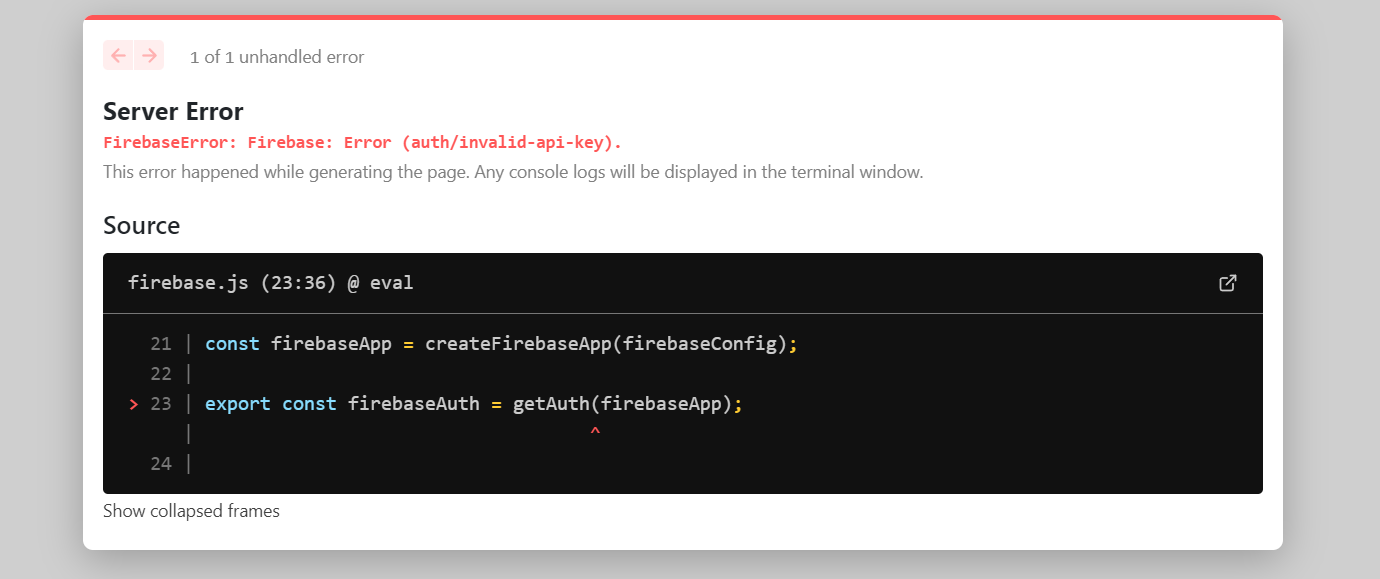 1 of 1 unhandled error
Server Error
FirebaseError: Firebase: Error (auth/invalid-api-key).
This error happened while generating the page. Any console logs will be displayed in the terminal window.
Source
firebase.js (23:36) @ eval
21 | const firebaseApp = createFirebaseApp(firebaseConfig);
22 |
> 23 | export const firebaseAuth = getAuth(firebaseApp);
| ^
24 |
Show collapsed frames